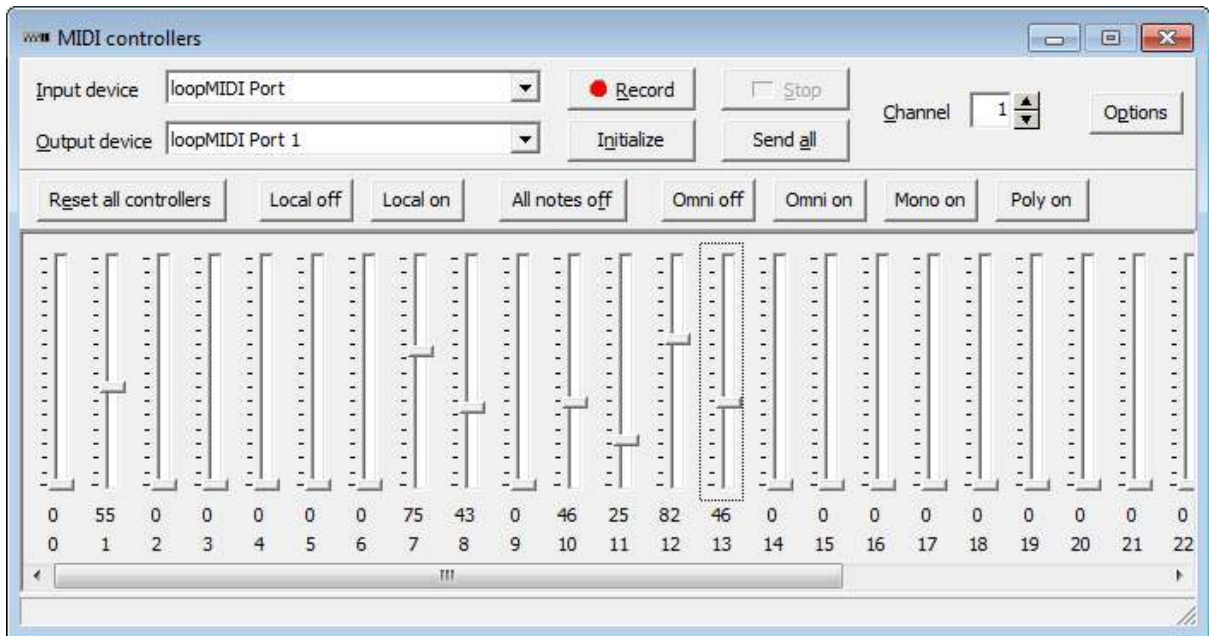 MIDI controllers
Input device loopMIDI Port Record Stop
Channel 1 Options
Output device loopMIDI Port 1 Initialize Send all
Reset all controllers Local off Local on All notes off Omni off Omni on Mono on Poly on
0 55 0 0 0 0 0 75 43 0 46 25 82 46 0 0 0 0 0 0 0 0 0
0 1 2 3 4 5 6 7 8 9 10 11 12 13 14 15 16 17 18 19 20 21 22